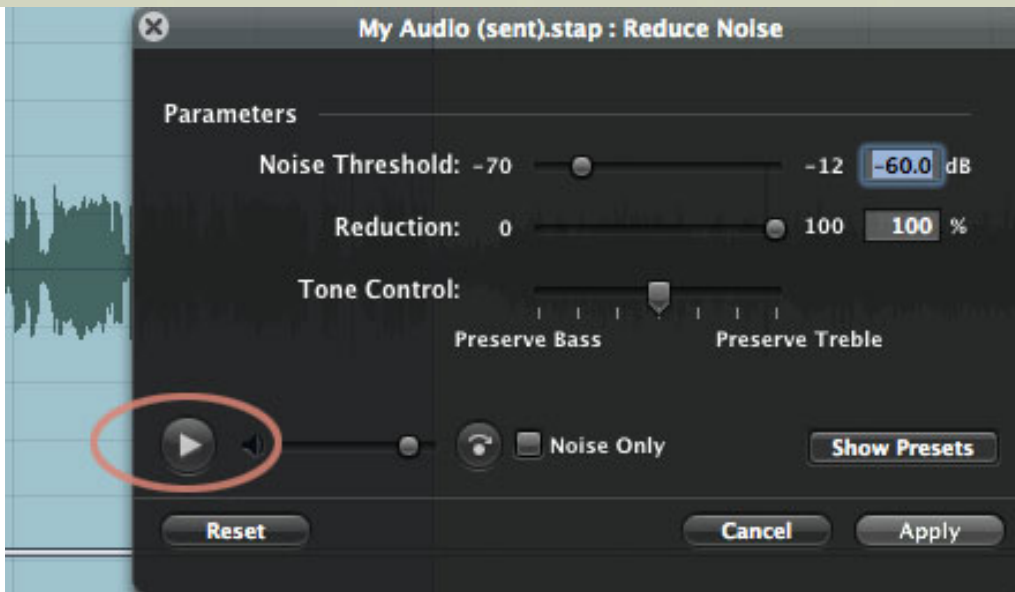 My Audio (sent).stap : Reduce Noise
Parameters
Noise Threshold: -70 -12 -60.0 dB
Reduction: 0 100 100 %
Tone Control:
Preserve Bass Preserve Treble
Noise Only Show Presets
Reset Cancel Apply